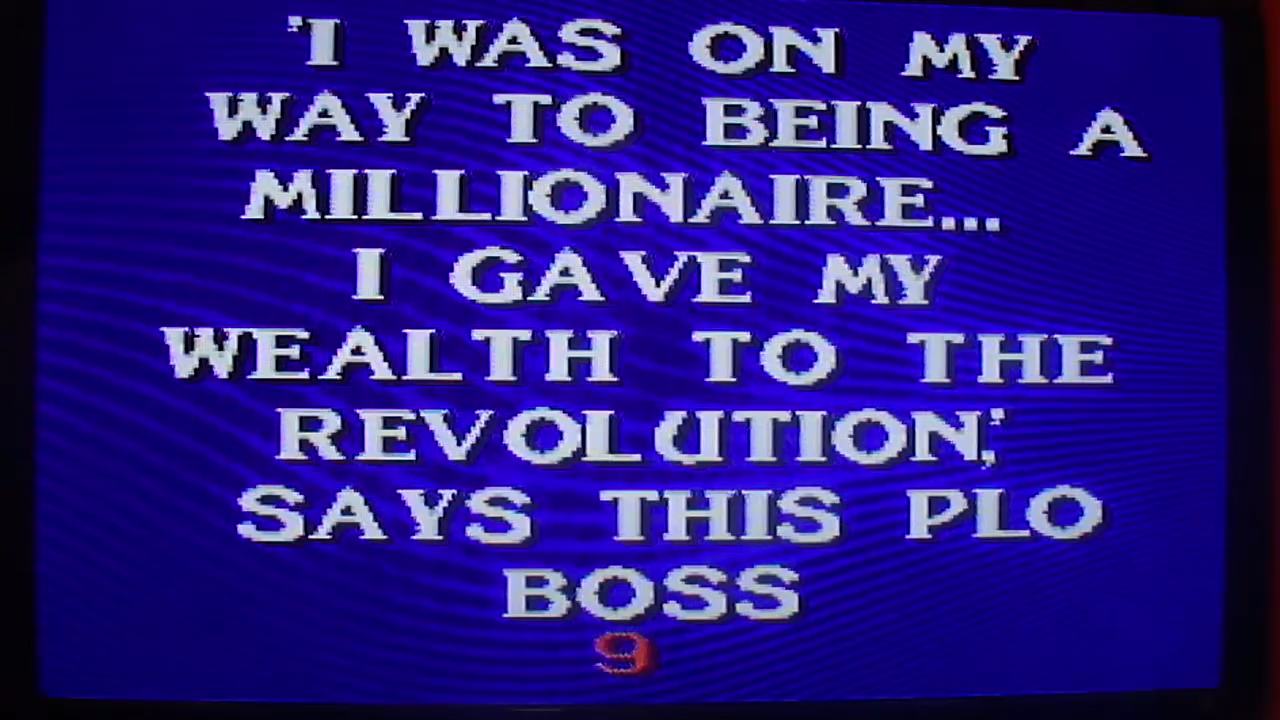 'I WAS ON MY
WAY TO BEING A
MILLIONAIRE...
I GAVE MY
WEALTH TO THE
REVOLUTION,'
SAYS THIS PLO
BOSS
9